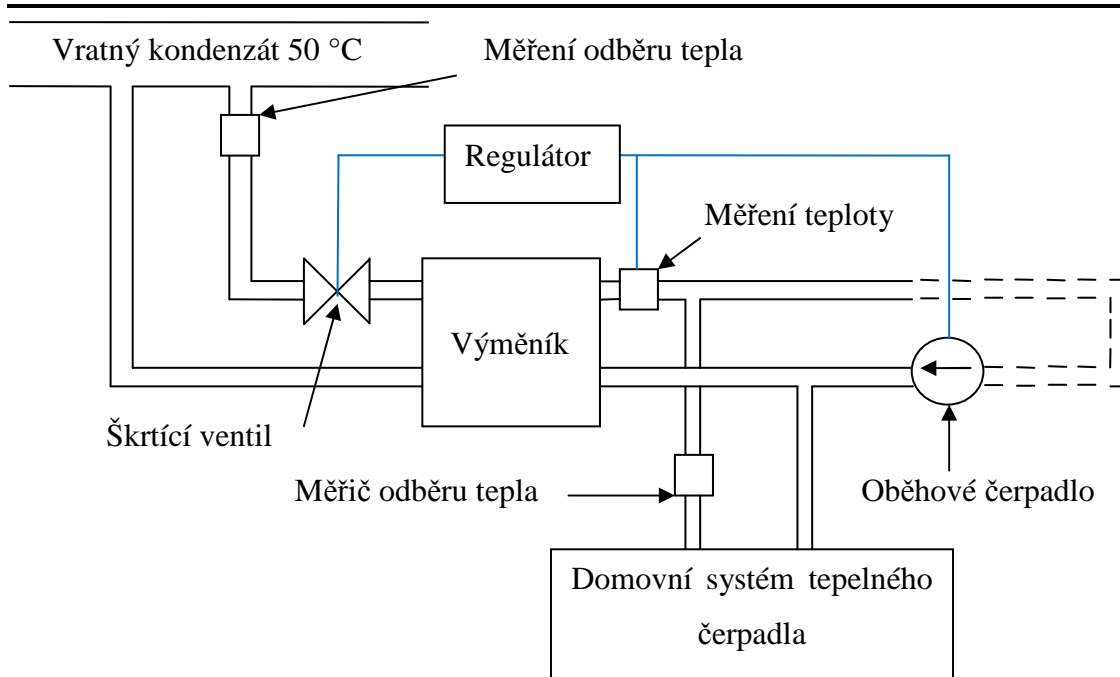 Vratný kondenzát 50 °C
Měření odběru tepla
Regulátor
Měření teploty
Výměník
Škrtící ventil
Měřič odběru tepla
Oběhové čerpadlo
Domovní systém tepelného
čerpadla